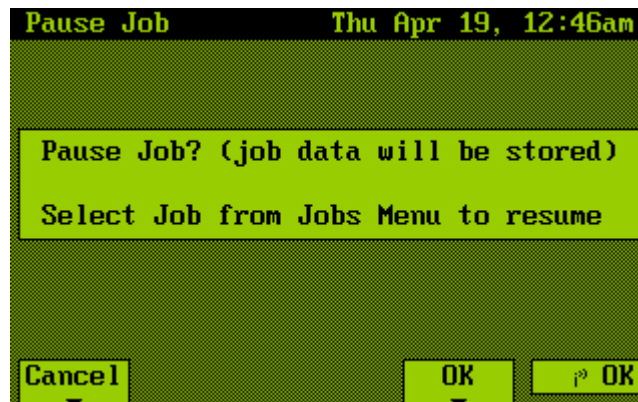 Pause Job Thu Apr 19, 12:46am
Pause Job? (job data will be stored)
Select Job from Jobs Menu to resume
Cancel OK OK